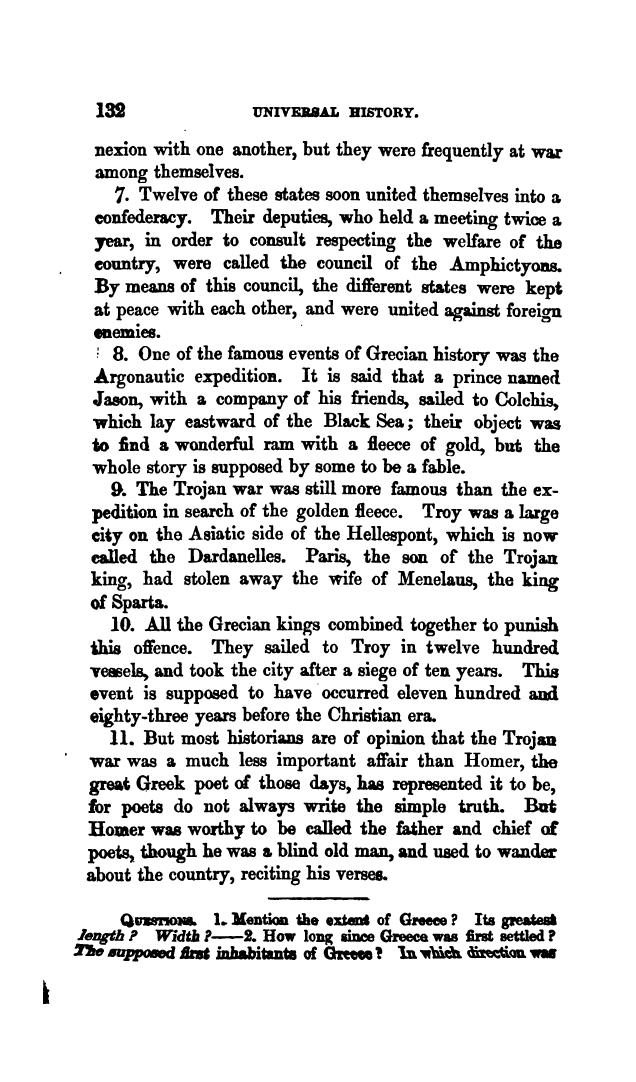 132 UNIVERSAL HISTORY.
nexion with one another, but they were frequently at war
among themselves.
7. Twelve of these states soon united themselves into a
confederacy. Their deputies, who held a meeting twice a
year, in order to consult respecting the welfare of the
country, were called the council of the Amphictyons.
By means of this council, the different states were kept
at peace with each other, and were united against foreign
enemies.
8. One of the famous events of Grecian history was the
Argonautic expedition. It is said that a prince named
Jason, with a company of his friends, sailed to Colchis,
which lay eastward of the Black Sea; their object was
to find a wonderful ram with a fleece of gold, but the
whole story is supposed by some to be a fable.
9. The Trojan war was still more famous than the ex-
pedition in search of the golden fleece. Troy was a large
city on the Asiatic side of the Hellespont, which is now
called the Dardanelles. Paris, the son of the Trojan
king, had stolen away the wife of Menelaus, the king
of Sparta.
10. All the Grecian kings combined together to punish
this offence. They sailed to Troy in twelve hundred
vessels, and took the city after a siege of ten years. This
event is supposed to have occurred eleven hundred and
eighty-three years before the Christian era.
11. But most historians are of opinion that the Trojan
war was a much less important affair than Homer, the
great Greek poet of those days, has represented it to be,
for poets do not always write the simple truth. But
Homer was worthy to be called the father and chief of
poets, though he was a blind old man, and used to wander
about the country, reciting his verses.
QUESTIONS. 1. Mention the extent of Greece? Its greatest
length? Width?——2. How long since Greece was first settled?
The supposed first inhabitants of Greece? In which direction was